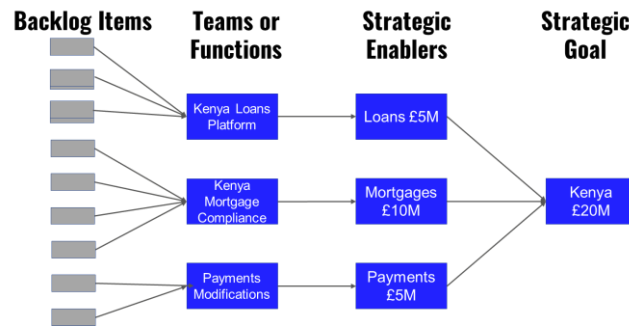 Backlog Items
Teams or
Functions
Strategic
Enablers
Strategic
Goal
Kenya Loans
Platform
Loans £5M
Kenya
Mortgage
Compliance
Mortgages
£10M
Kenya
£20M
Payments
Modifications
Payments
£5M